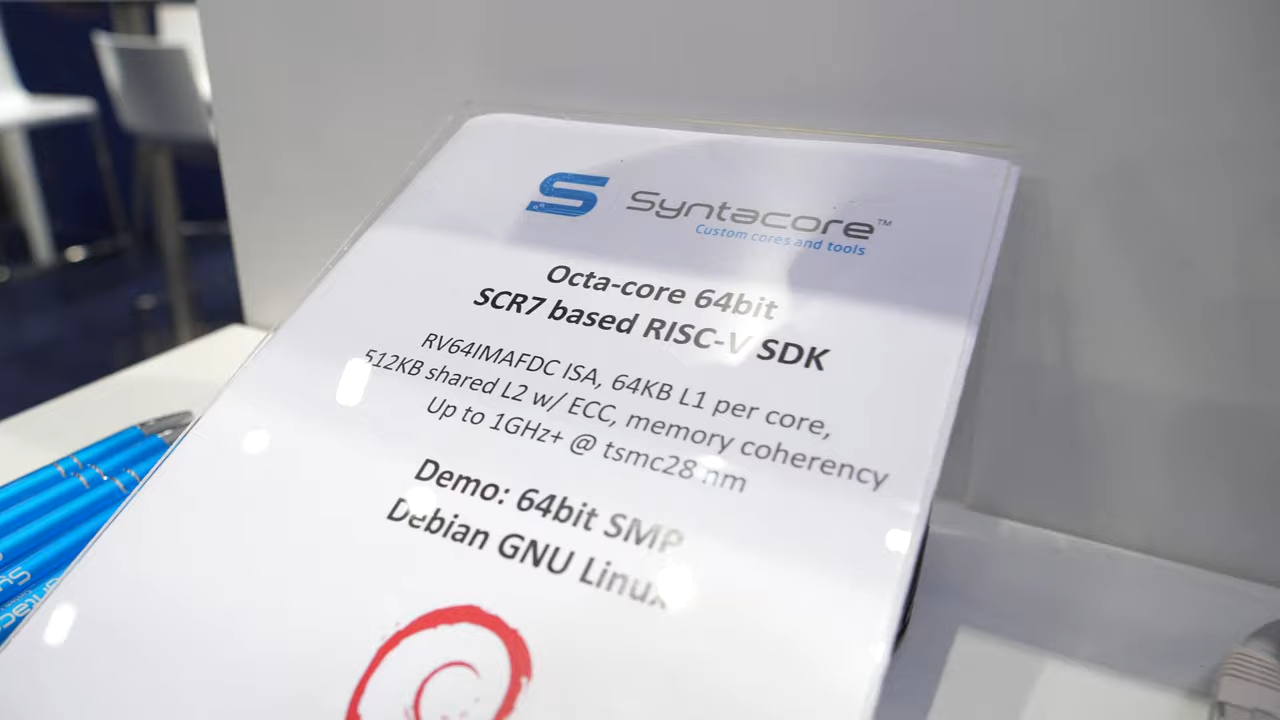 Syntacore™
Custom cores and tools
Octa-core 64bit
SCR7 based RISC-V SDK
RV64IMAFDC ISA, 64KB L1 per core,
512KB shared L2 w/ ECC, memory coherency
Up to 1GHz+ @ tsmc28 nm
Demo: 64bit SMP
Debian GNU Linux